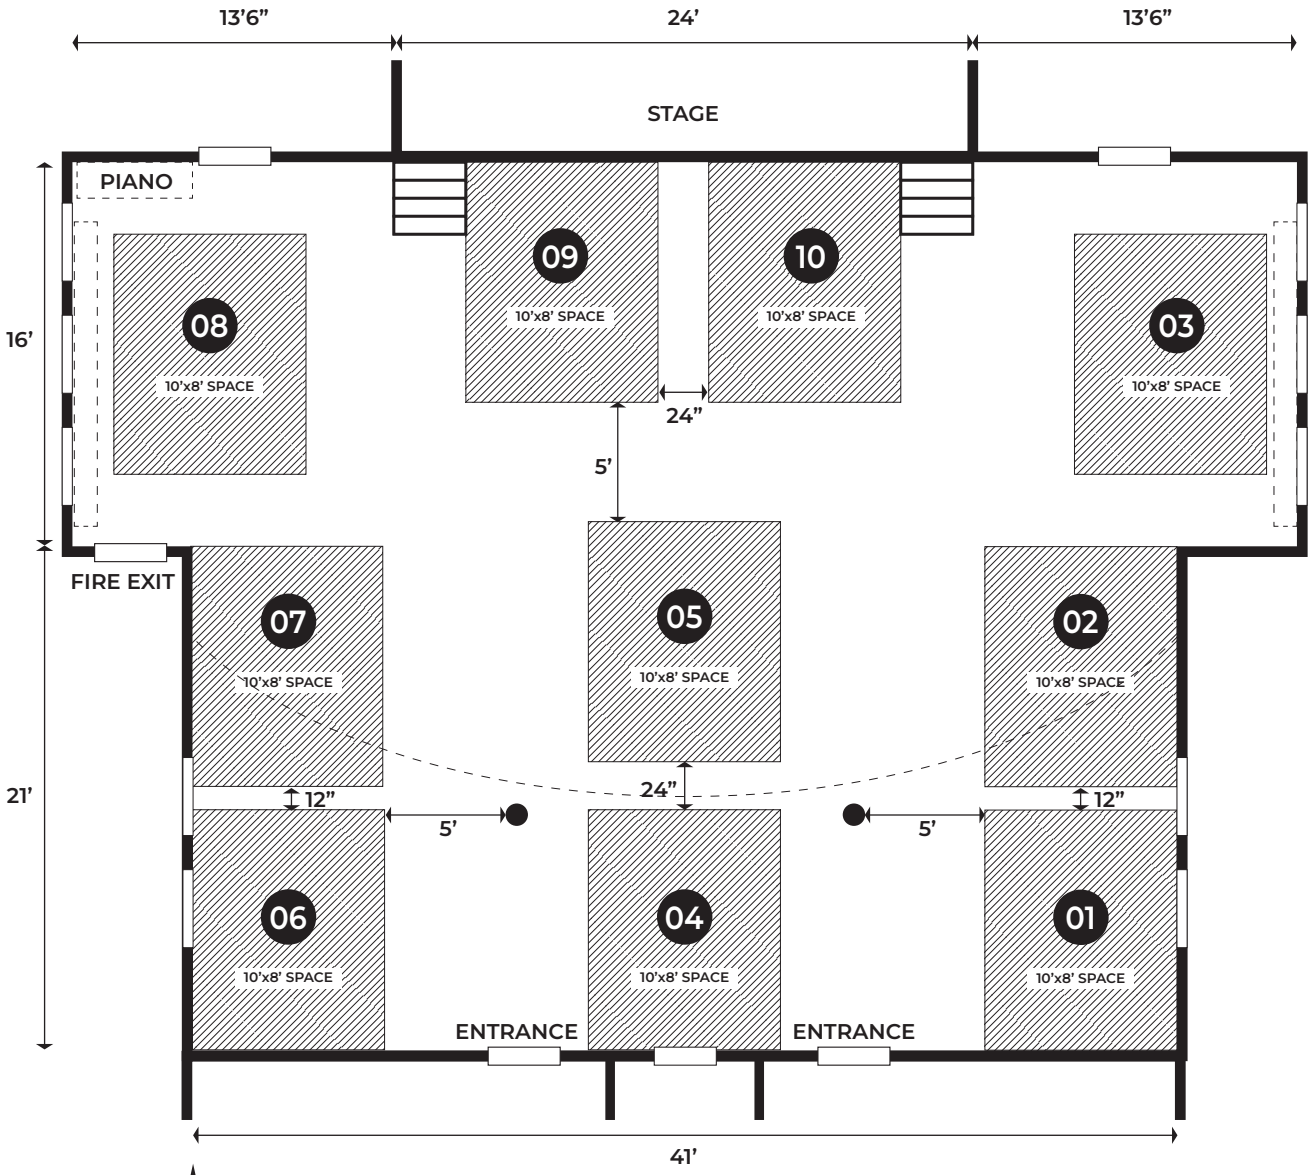 13’6”
24’
13’6”
STAGE
PIANO
09
10
08
03
10’x8’ SPACE
10’x8’ SPACE
16’
10’x8’ SPACE
10’x8’ SPACE
24”
5’
FIRE EXIT
07
05
02
10’x8’ SPACE
10’x8’ SPACE
10’x8’ SPACE
21’
12”
24”
12”
5’
5’
06
04
01
10’x8’ SPACE
10’x8’ SPACE
10’x8’ SPACE
ENTRANCE
ENTRANCE
41’